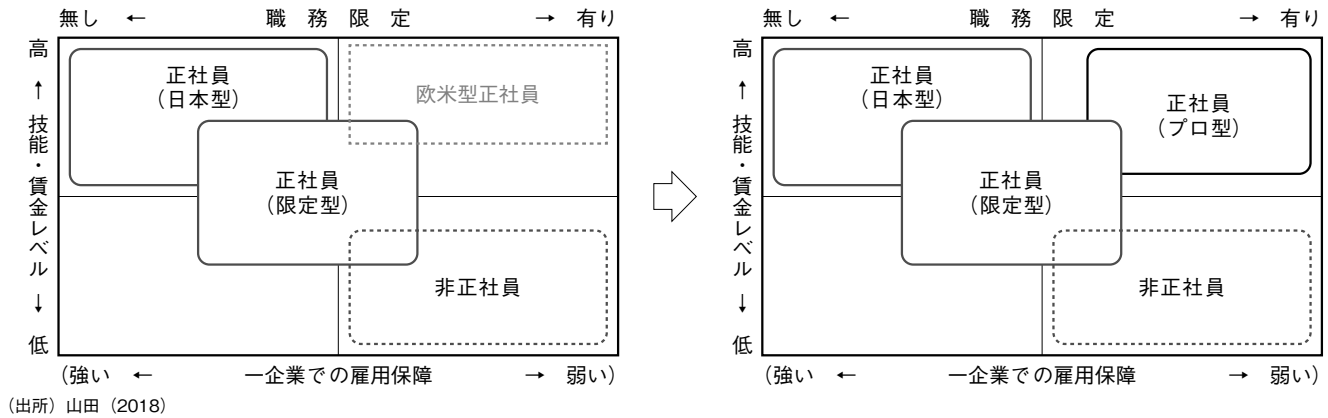 無し ← 職務限定 → 有り
高 ↑ 技能・賃金レベル ↓ 低
正社員
（日本型）
欧米型正社員
正社員
（限定型）
非正社員
（強い ← 一企業での雇用保障 → 弱い）
無し ← 職務限定 → 有り
高 ↑ 技能・賃金レベル ↓ 低
正社員
（日本型）
正社員
（プロ型）
正社員
（限定型）
非正社員
（強い ← 一企業での雇用保障 → 弱い）
（出所）山田（2018）